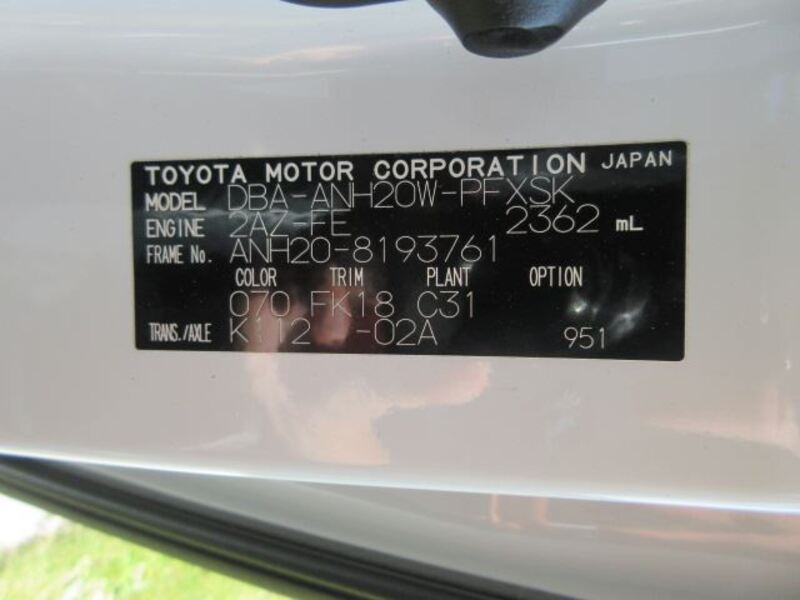 TOYOTA MOTOR CORPORATION JAPAN
MODEL DBA-ANH20W-PFXSK
ENGINE 2AZ-FE 2362 mL
FRAME No. ANH20-8193761
COLOR TRIM PLANT OPTION
070 FK18 C31
TRANS./AXLE K112 -02A 951